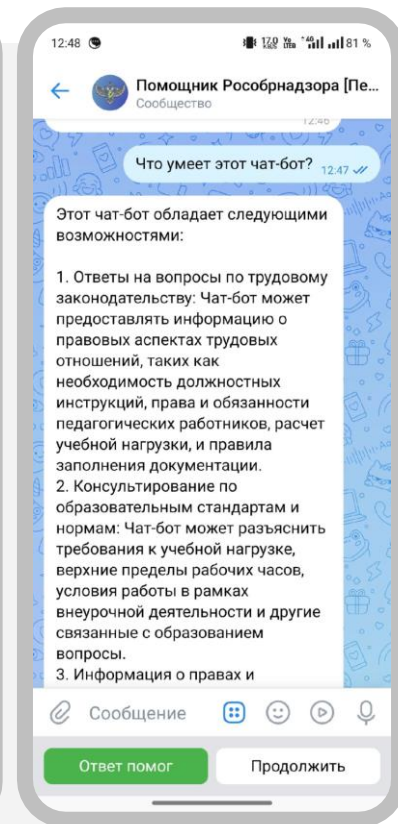 12:48 81 %
Помощник Рособрнадзора [Пе...
Сообщество
12:46
Что умеет этот чат-бот? 12:47
Этот чат-бот обладает следующими
возможностями:
1. Ответы на вопросы по трудовому
законодательству: Чат-бот может
предоставлять информацию о
правовых аспектах трудовых
отношений, таких как
необходимость должностных
инструкций, права и обязанности
педагогических работников, расчет
учебной нагрузки, и правила
заполнения документации.
2. Консультирование по
образовательным стандартам и
нормам: Чат-бот может разъяснить
требования к учебной нагрузке,
верхние пределы рабочих часов,
условия работы в рамках
внеурочной деятельности и другие
связанные с образованием
вопросы.
3. Информация о правах и
Сообщение
Ответ помог Продолжить